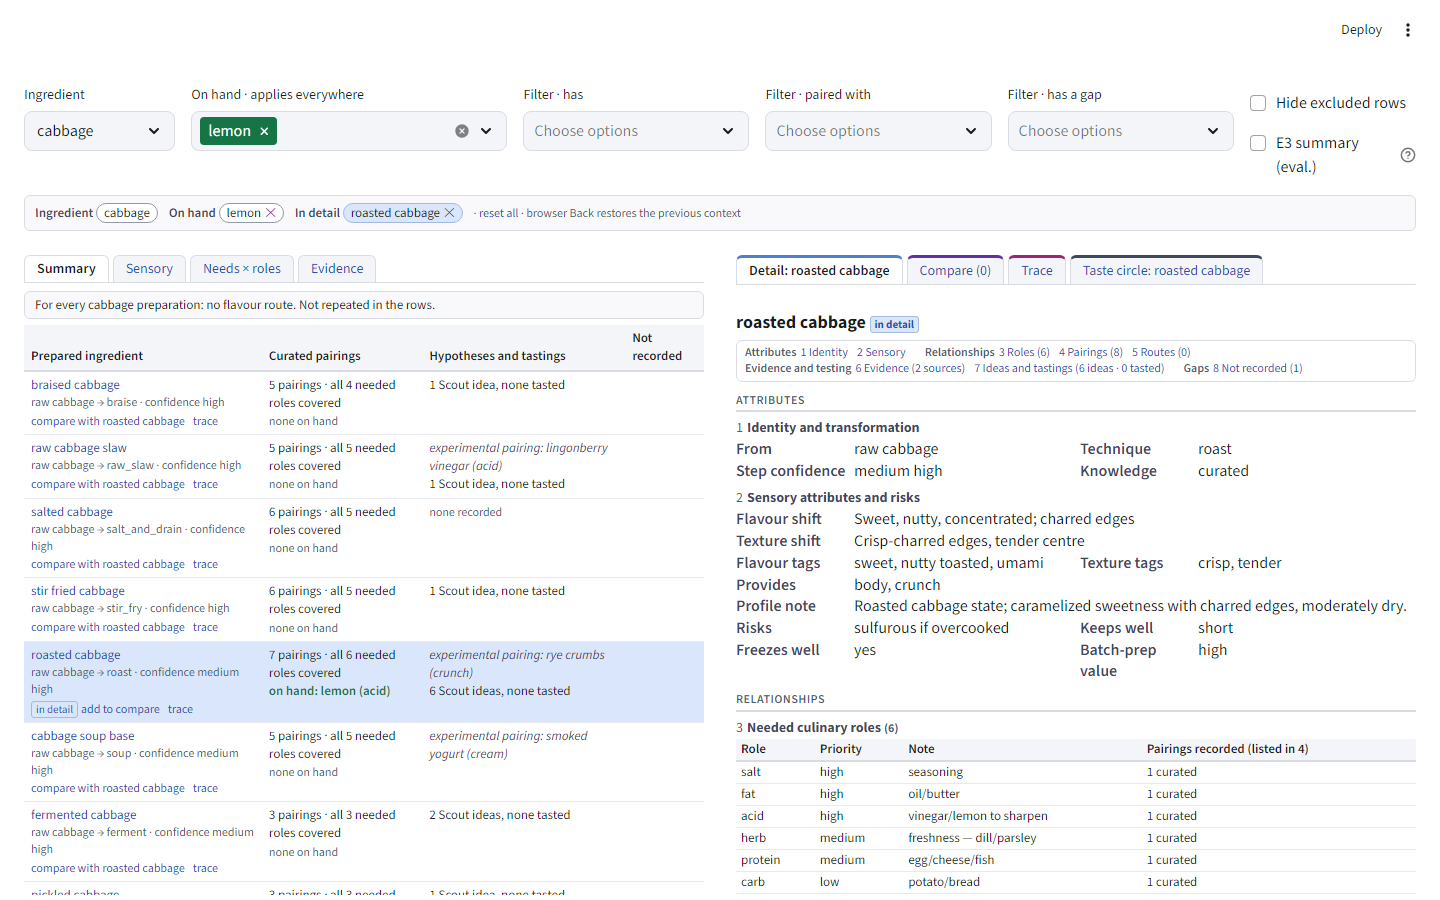 Deploy
Ingredient
On hand · applies everywhere
Filter · has
Filter · paired with
Filter · has a gap
cabbage
lemon ×
Choose options
Choose options
Choose options
Hide excluded rows
E3 summary
(eval.)
Ingredient cabbage On hand lemon × In detail roasted cabbage × · reset all · browser Back restores the previous context
Summary
Sensory
Needs × roles
Evidence
For every cabbage preparation: no flavour route. Not repeated in the rows.
Prepared ingredient
Curated pairings
Hypotheses and tastings
Not
recorded
braised cabbage
raw cabbage → braise · confidence high
compare with roasted cabbage trace
5 pairings · all 4 needed
roles covered
none on hand
1 Scout idea, none tasted
raw cabbage slaw
raw cabbage → raw_slaw · confidence high
compare with roasted cabbage trace
5 pairings · all 5 needed
roles covered
none on hand
experimental pairing: lingonberry
vinegar (acid)
1 Scout idea, none tasted
salted cabbage
raw cabbage → salt_and_drain · confidence
high
compare with roasted cabbage trace
6 pairings · all 5 needed
roles covered
none on hand
none recorded
stir fried cabbage
raw cabbage → stir_fry · confidence high
compare with roasted cabbage trace
6 pairings · all 5 needed
roles covered
none on hand
1 Scout idea, none tasted
roasted cabbage
raw cabbage → roast · confidence medium
high
in detail add to compare trace
7 pairings · all 6 needed
roles covered
on hand: lemon (acid)
experimental pairing: rye crumbs
(crunch)
6 Scout ideas, none tasted
cabbage soup base
raw cabbage → soup · confidence medium
high
compare with roasted cabbage trace
5 pairings · all 5 needed
roles covered
none on hand
experimental pairing: smoked
yogurt (cream)
fermented cabbage
raw cabbage → ferment · confidence medium
high
compare with roasted cabbage trace
3 pairings · all 3 needed
roles covered
none on hand
2 Scout ideas, none tasted
pickled cabbage
3 pairings · all 3 needed
1 Scout idea, none tasted
Detail: roasted cabbage
Compare (0)
Trace
Taste circle: roasted cabbage
roasted cabbage in detail
Attributes 1 Identity 2 Sensory Relationships 3 Roles (6) 4 Pairings (8) 5 Routes (0)
Evidence and testing 6 Evidence (2 sources) 7 Ideas and tastings (6 ideas · 0 tasted) Gaps 8 Not recorded (1)
ATTRIBUTES
1 Identity and transformation
From raw cabbage Technique roast
Step confidence medium high Knowledge curated
2 Sensory attributes and risks
Flavour shift Sweet, nutty, concentrated; charred edges
Texture shift Crisp-charred edges, tender centre
Flavour tags sweet, nutty toasted, umami Texture tags crisp, tender
Provides body, crunch
Profile note Roasted cabbage state; caramelized sweetness with charred edges, moderately dry.
Risks sulfurous if overcooked Keeps well short
Freezes well yes Batch-prep high
value
RELATIONSHIPS
3 Needed culinary roles (6)
Role Priority Note Pairings recorded (listed in 4)
salt high seasoning 1 curated
fat high oil/butter 1 curated
acid high vinegar/lemon to sharpen 1 curated
herb medium freshness — dill/parsley 1 curated
protein medium egg/cheese/fish 1 curated
carb low potato/bread 1 curated